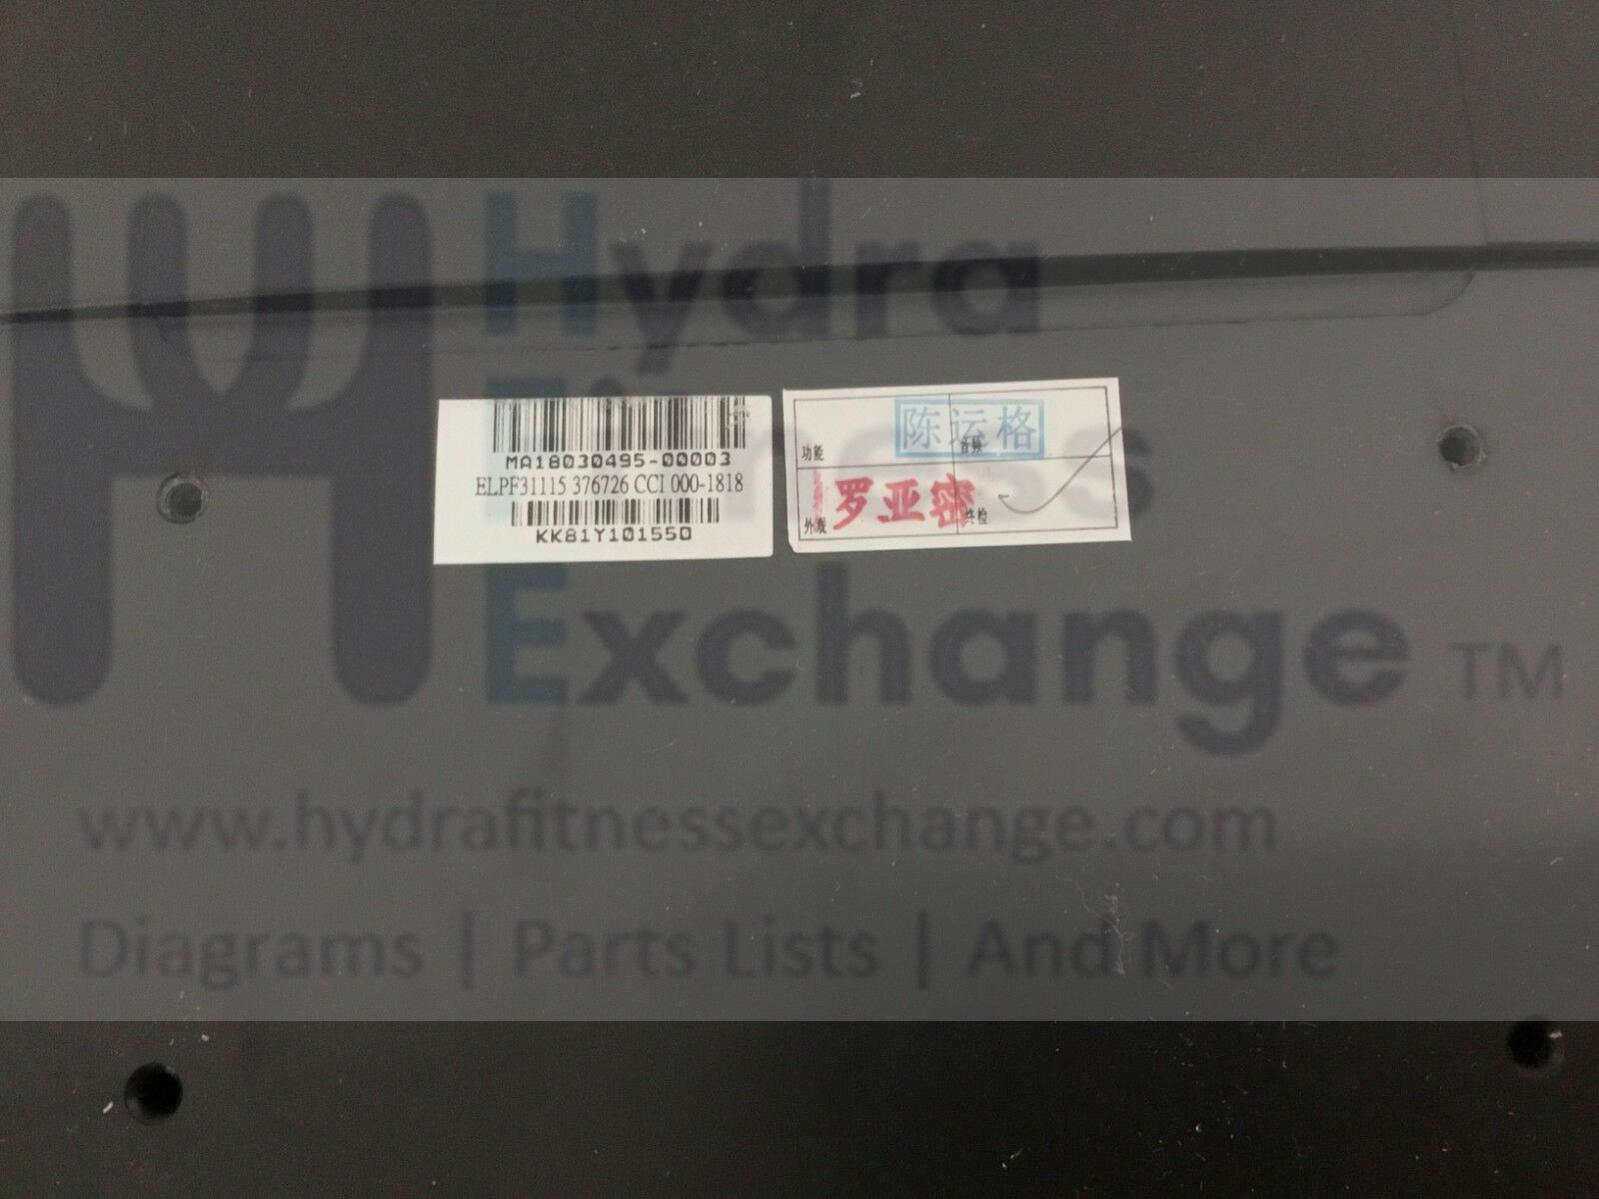 Hydra
Fitness
Exchange TM
MA18030495-00003
ELPF31115 376726 CCI 000-1818
KK81Y101550
陈运格
功能
音频
罗亚密
外观
终检
www.hydrafitnessexchange.com
Diagrams | Parts Lists | And More